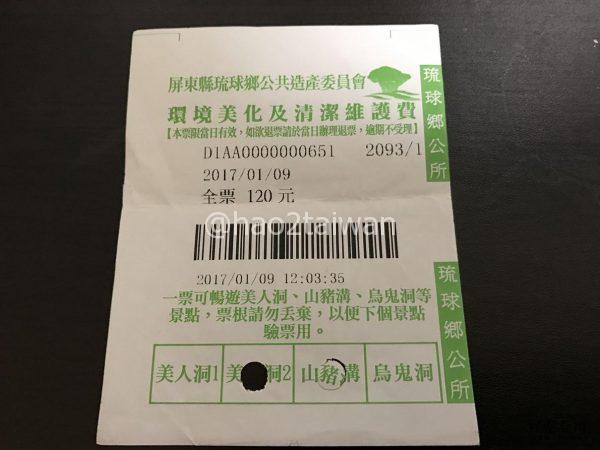 屏東縣琉球鄉公共造產委員會
環境美化及清潔維護費
【本票限當日有效，如欲退票請於當日辦理退票，逾期不受理】
D1AA0000000651 2093/1
2017/01/09
全票 120 元
@hao2taiwan
2017/01/09 12:03:35
一票可暢遊美人洞、山豬溝、烏鬼洞等
景點，票根請勿丟棄，以便下個景點
驗票用。
美人洞1 美 洞2 山豬溝 烏鬼洞
琉球鄉公所
琉球鄉公所